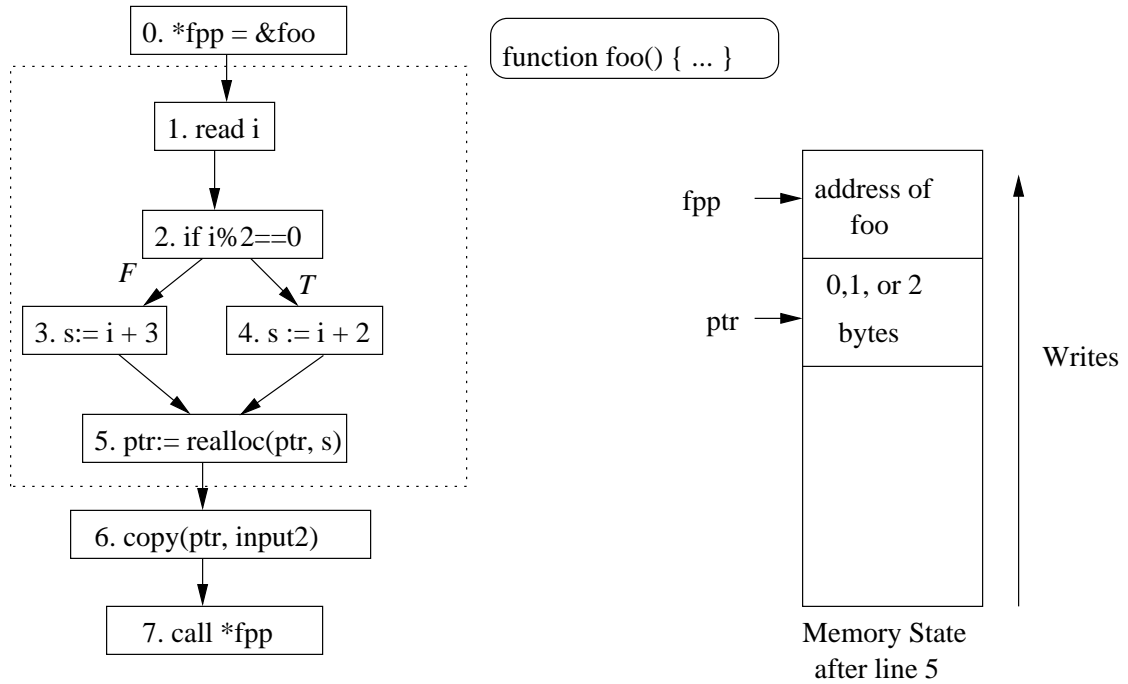 0. *fpp = &foo
function foo() { ... }
1. read i
2. if i%2==0
F
T
3. s:= i + 3
4. s := i + 2
5. ptr:= realloc(ptr, s)
6. copy(ptr, input2)
7. call *fpp
fpp
address of
foo
ptr
0,1, or 2
bytes
Writes
Memory State
after line 5